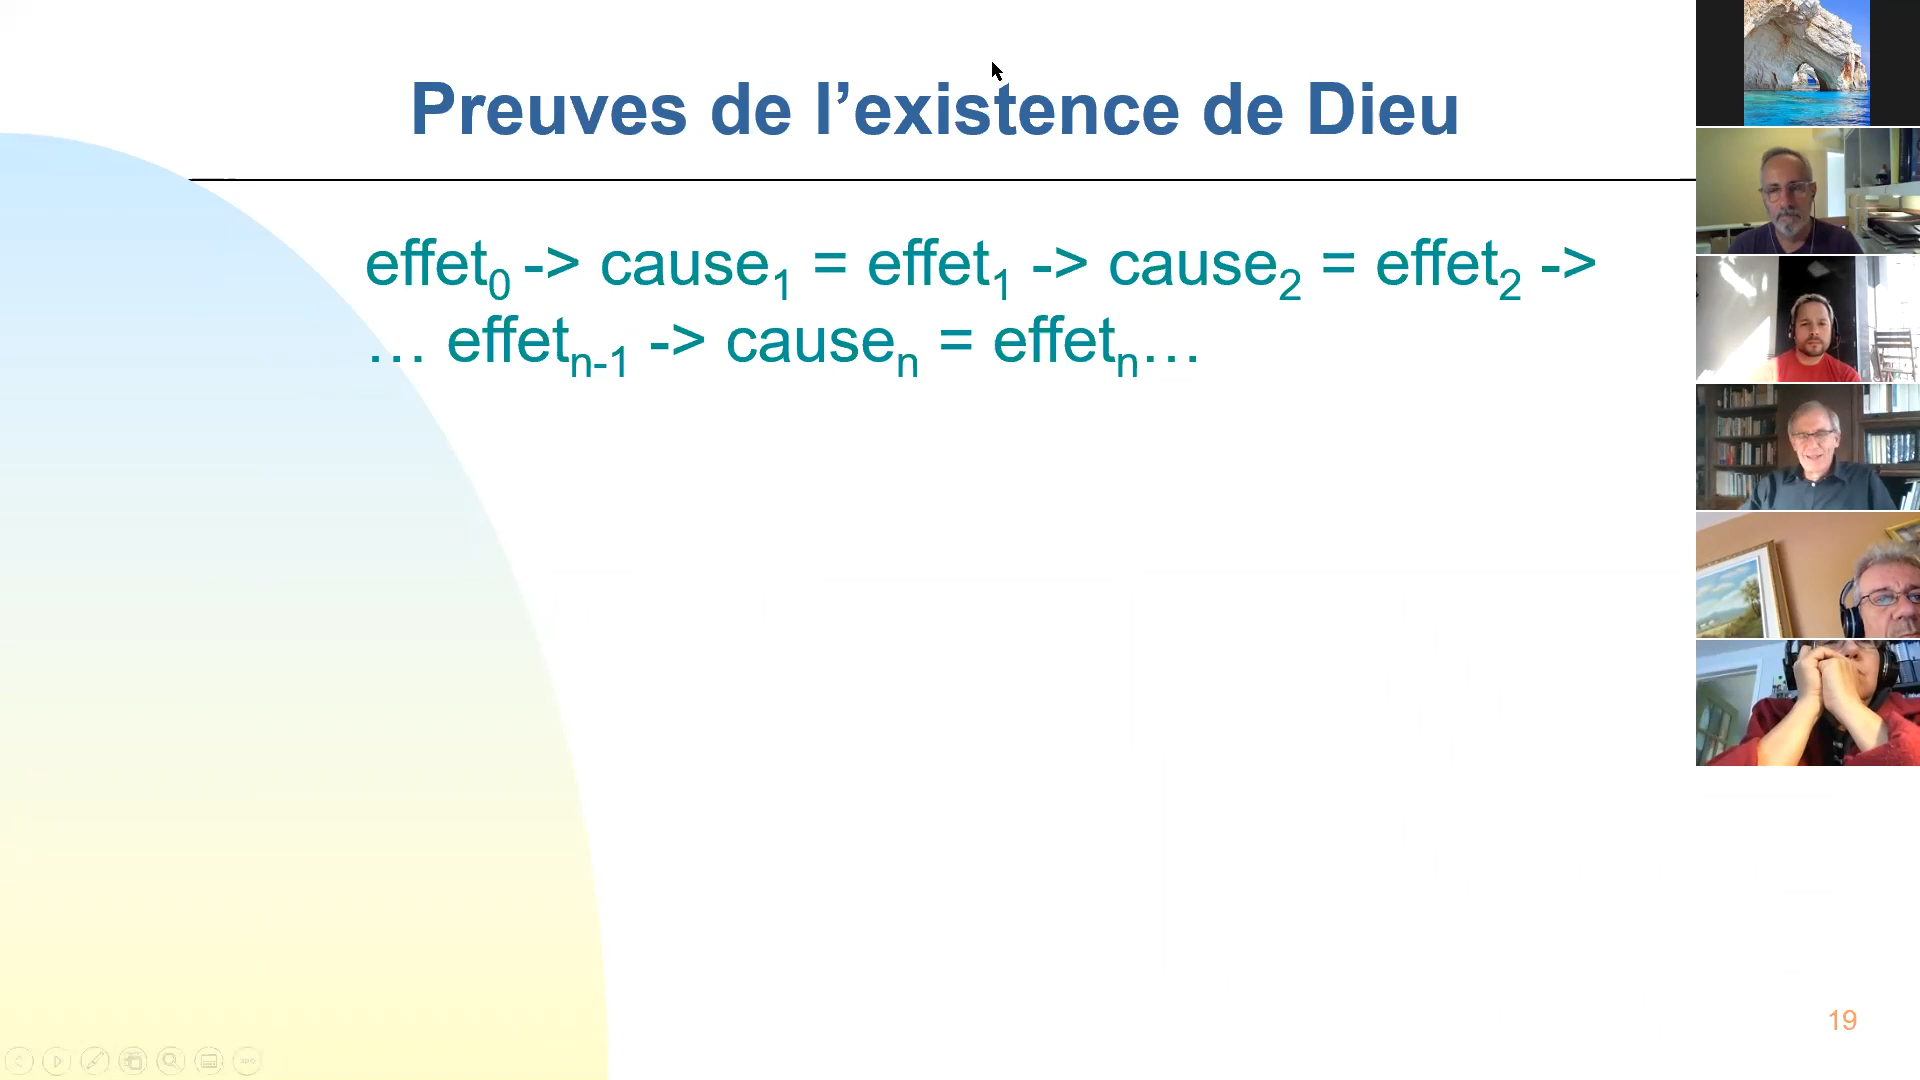 Preuves de l’existence de Dieu
effet0 -> cause1 = effet1 -> cause2 = effet2 ->
… effetn-1 -> causen = effetn…
19